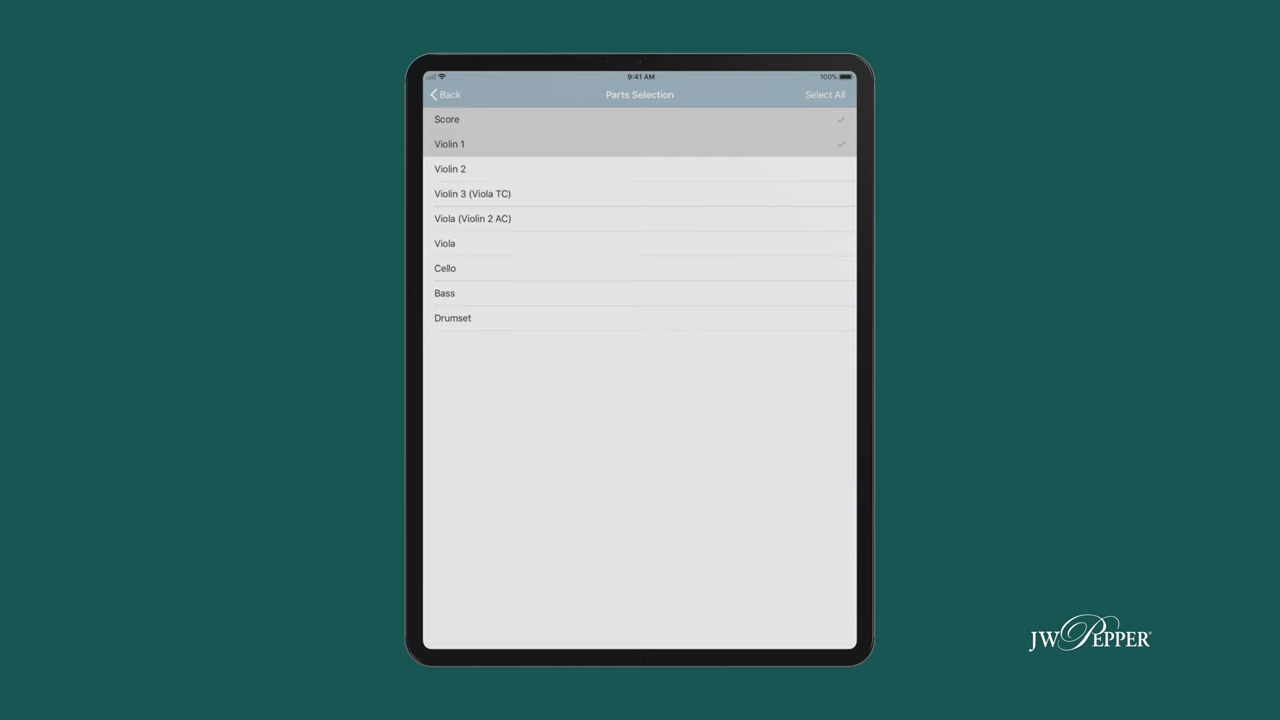 9:41 AM
100%
Back
Parts Selection
Select All
Score
Violin 1
Violin 2
Violin 3 (Viola TC)
Viola (Violin 2 AC)
Viola
Cello
Bass
Drumset
JW PEPPER®